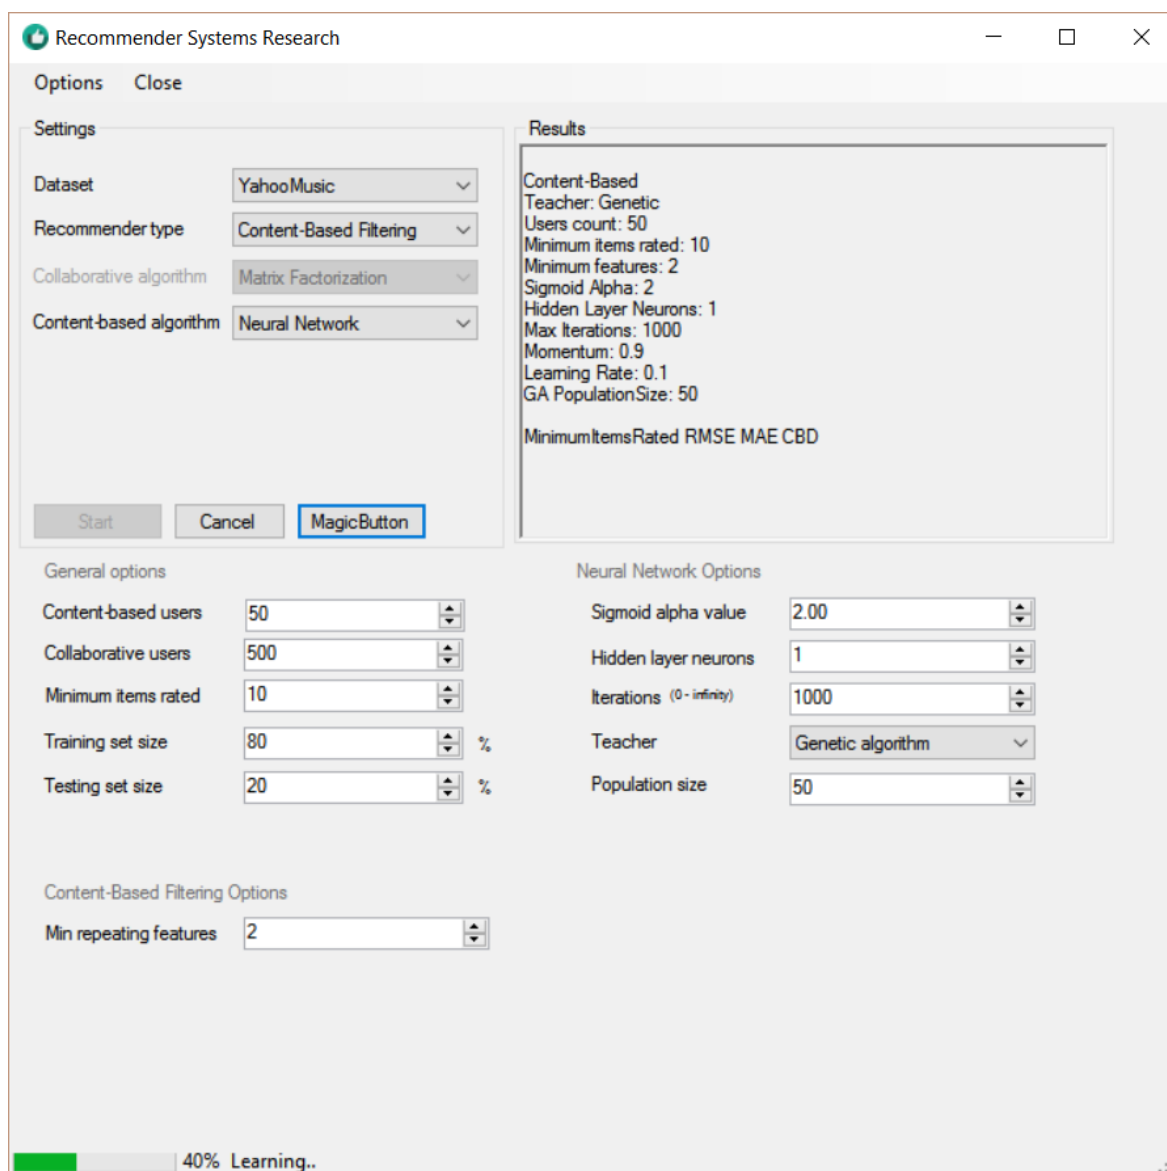 Recommender Systems Research
Options Close
Settings
Dataset YahooMusic
Recommender type Content-Based Filtering
Collaborative algorithm Matrix Factorization
Content-based algorithm Neural Network
Start Cancel MagicButton
Results
Content-Based
Teacher: Genetic
Users count: 50
Minimum items rated: 10
Minimum features: 2
Sigmoid Alpha: 2
Hidden Layer Neurons: 1
Max Iterations: 1000
Momentum: 0.9
Learning Rate: 0.1
GA PopulationSize: 50
MinimumItemsRated RMSE MAE CBD
General options
Content-based users 50
Collaborative users 500
Minimum items rated 10
Training set size 80 %
Testing set size 20 %
Neural Network Options
Sigmoid alpha value 2.00
Hidden layer neurons 1
Iterations (0 - infinity) 1000
Teacher Genetic algorithm
Population size 50
Content-Based Filtering Options
Min repeating features 2
40% Learning..